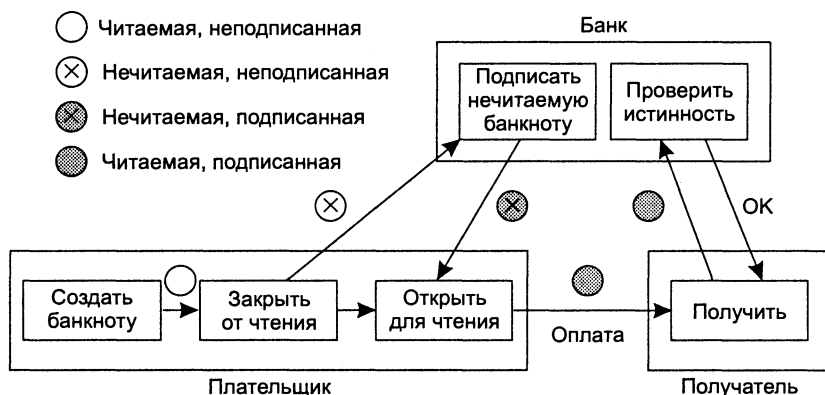 Читаемая, неподписанная
Нечитаемая, неподписанная
Нечитаемая, подписанная
Читаемая, подписанная
Банк
Подписать
нечитаемую
банкноту
Проверить
истинность
OK
Создать
банкноту
Закрыть
от чтения
Открыть
для чтения
Оплата
Получить
Плательщик
Получатель